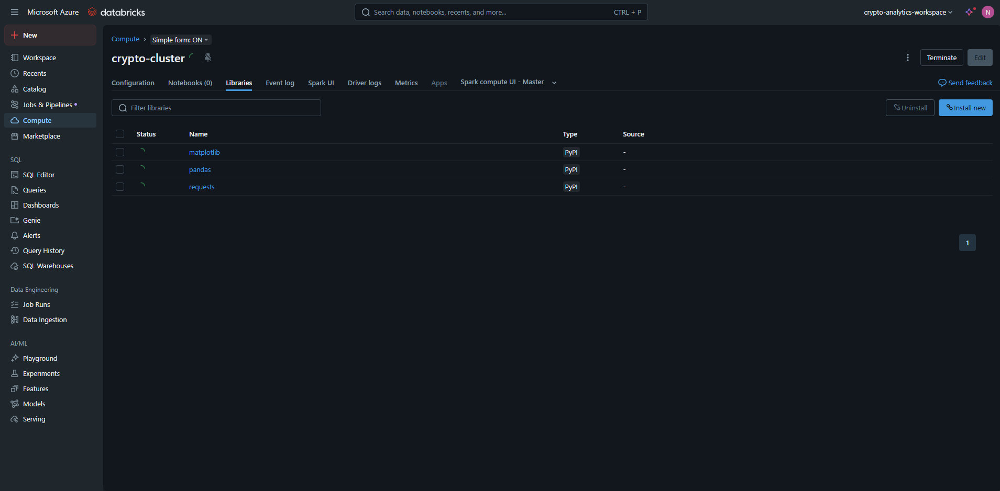 Microsoft Azure databricks
Search data, notebooks, recents, and more... CTRL + P
crypto-analytics-workspace N
New
Workspace
Recents
Catalog
Jobs & Pipelines
Compute
Marketplace
SQL
SQL Editor
Queries
Dashboards
Genie
Alerts
Query History
SQL Warehouses
Data Engineering
Job Runs
Data Ingestion
AI/ML
Playground
Experiments
Features
Models
Serving
Compute › Simple form: ON
crypto-cluster
Terminate Edit
Configuration Notebooks (0) Libraries Event log Spark UI Driver logs Metrics Apps Spark compute UI - Master
Send feedback
Filter libraries
Uninstall Install new
Status Name Type Source
matplotlib PyPI -
pandas PyPI -
requests PyPI -
1